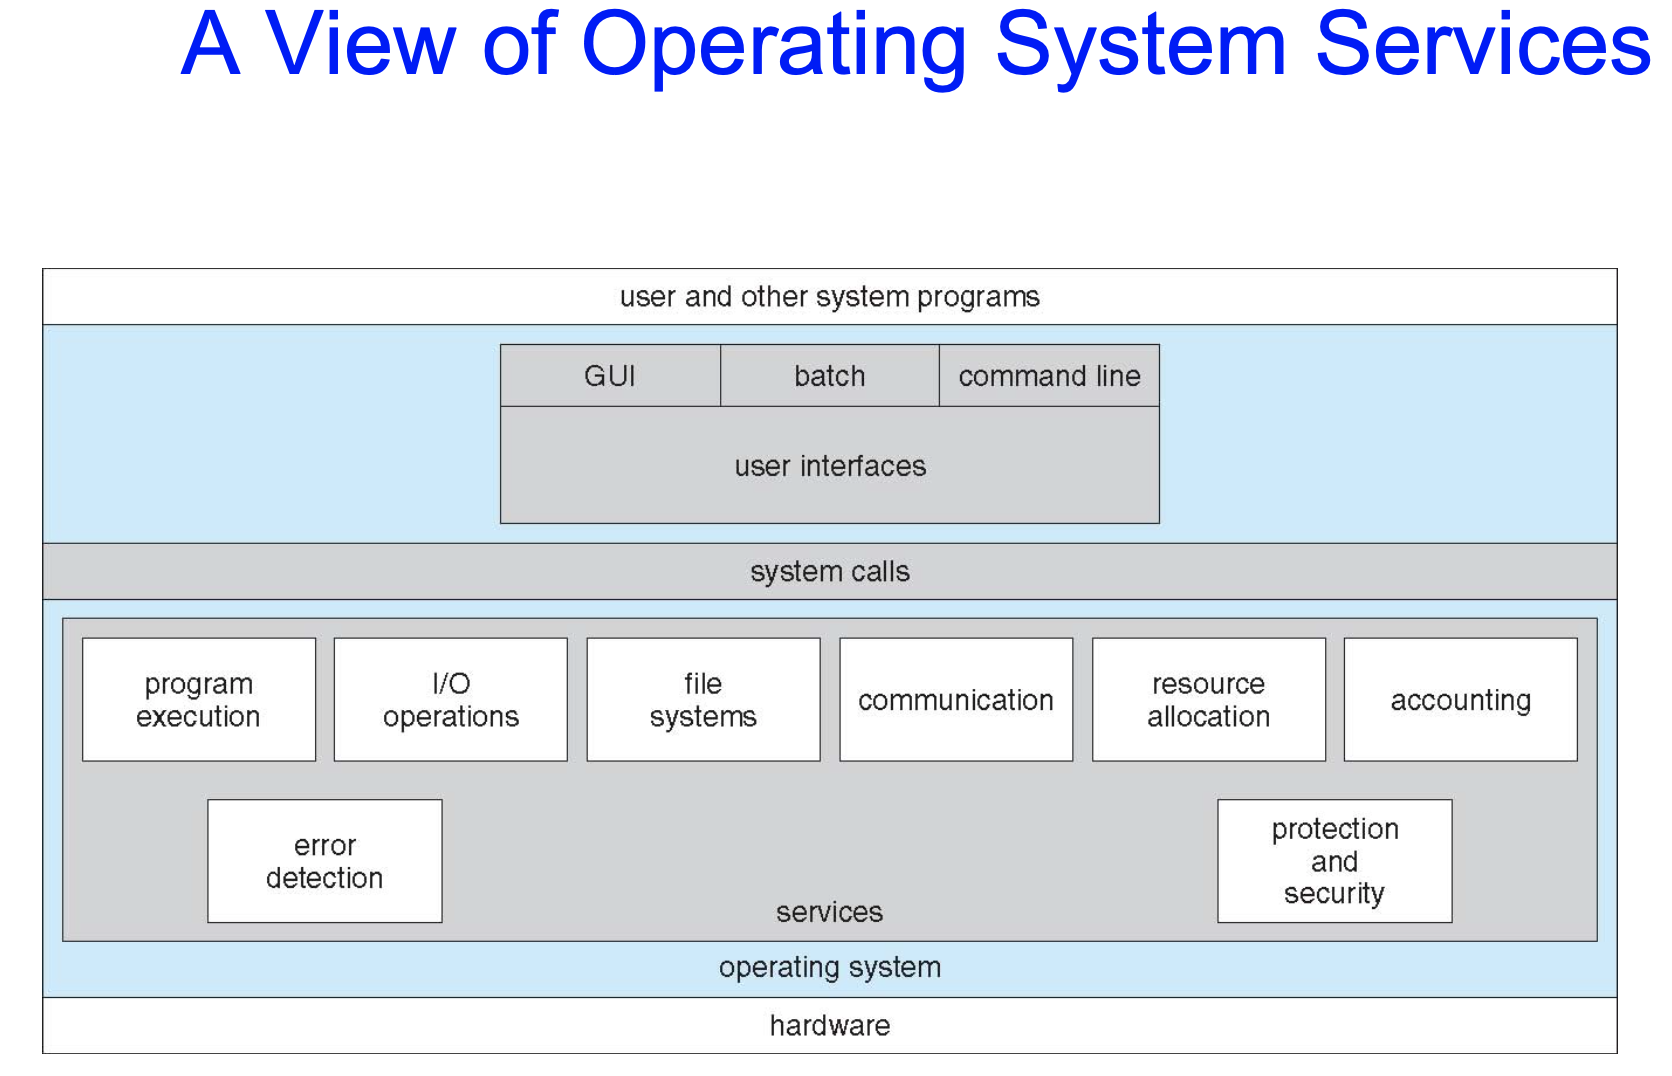 A View of Operating System Services
user and other system programs
GUI
batch
command line
user interfaces
system calls
program
execution
I/O
operations
file
systems
communication
resource
allocation
accounting
error
detection
protection
and
security
services
operating system
hardware